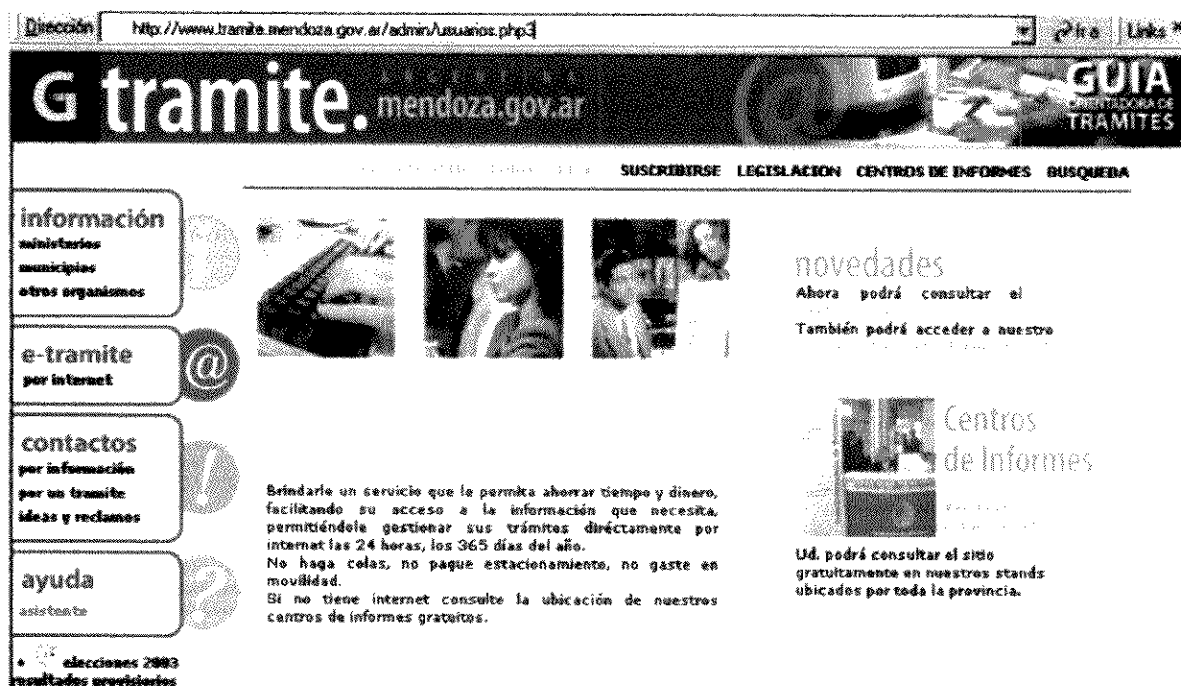 Dirección http://www.tramite.mendoza.gov.ar/admin/usuarios.php3 Ir a Links »
G tramite. mendoza.gov.ar
GUIA
ORIENTADORA DE
TRAMITES
SUSCRIBIRSE LEGISLACION CENTROS DE INFORMES BUSQUEDA
información
ministerios
municipios
otros organismos
e-tramite
por internet
@
contactos
por información
por un tramite
ideas y reclamos
!
ayuda
asistente
?
elecciones 2003
resultados provisiorios
Brindarle un servicio que le permita ahorrar tiempo y dinero,
facilitando su acceso a la información que necesita,
permitiéndole gestionar sus trámites diréctamente por
internet las 24 horas, los 365 días del año.
No haga colas, no pague estacionamiento, no gaste en
movilidad.
Si no tiene internet consulte la ubicación de nuestros
centros de informes gratuitos.
novedades
Ahora podrá consultar el
También podrá acceder a nuestro
Centros
de Informes
Ud. podrá consultar el sitio
gratuitamente en nuestros stands
ubicados por toda la provincia.